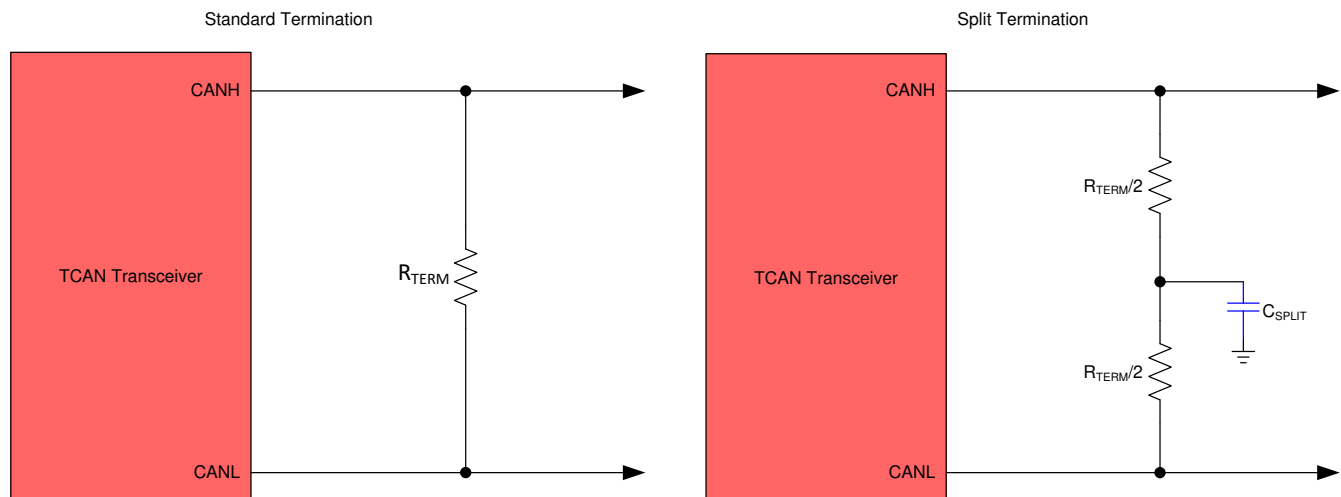 Standard Termination
CANH
TCAN Transceiver
RTERM
CANL
Split Termination
CANH
RTERM/2
TCAN Transceiver
CSPLIT
RTERM/2
CANL